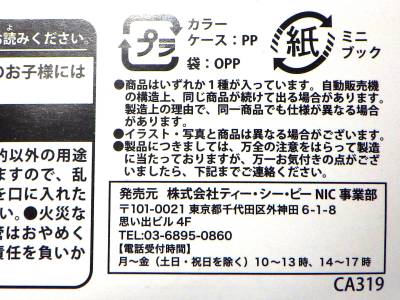 お読みください。
のお子様には
的以外の用途
ますので、乱
を口に入れた
い。●火災な
管はおやめく
責任を負いか
プラ
カラー
ケース：PP
袋：OPP
紙
ミニ
ブック
●商品はいずれか1種が入っています。自動販売機
の構造上、同じ商品が続けて出る場合があります。
製造上の理由で、同一商品でも仕様が異なる場合
があります。
●イラスト・写真と商品は異なる場合がございます。
●製品につきましては、万全の注意をはらって製造
に当たっておりますが、万一お気付きの点がござ
いましたら、下記までご連絡ください。
発売元 株式会社ティー・シー・ピー NIC 事業部
〒101-0021 東京都千代田区外神田 6-1-8
思い出ビル 4F
TEL:03-6895-0860
【電話受付時間】
月～金（土日・祝日を除く）10～13時、14～17時
CA319